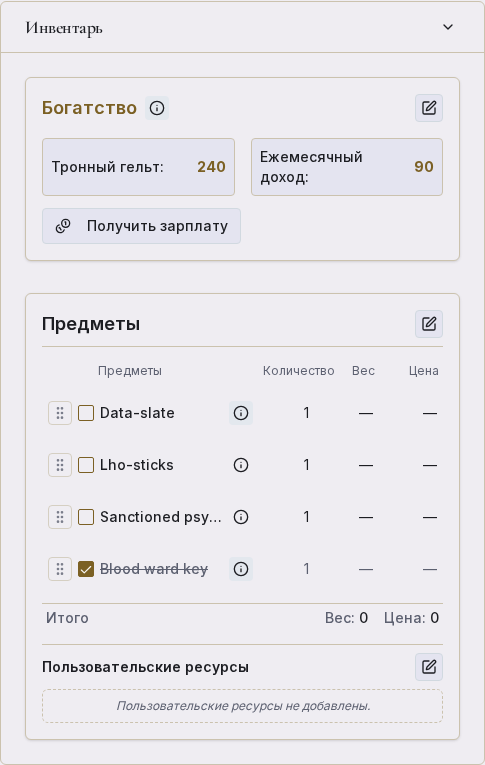 Инвентарь
Богатство
Тронный гельт: 240
Ежемесячный
доход: 90
Получить зарплату
Предметы
Предметы Количество Вес Цена
Data-slate 1 — —
Lho-sticks 1 — —
Sanctioned psy... 1 — —
Blood ward key 1 — —
Итого Вес: 0 Цена: 0
Пользовательские ресурсы
Пользовательские ресурсы не добавлены.